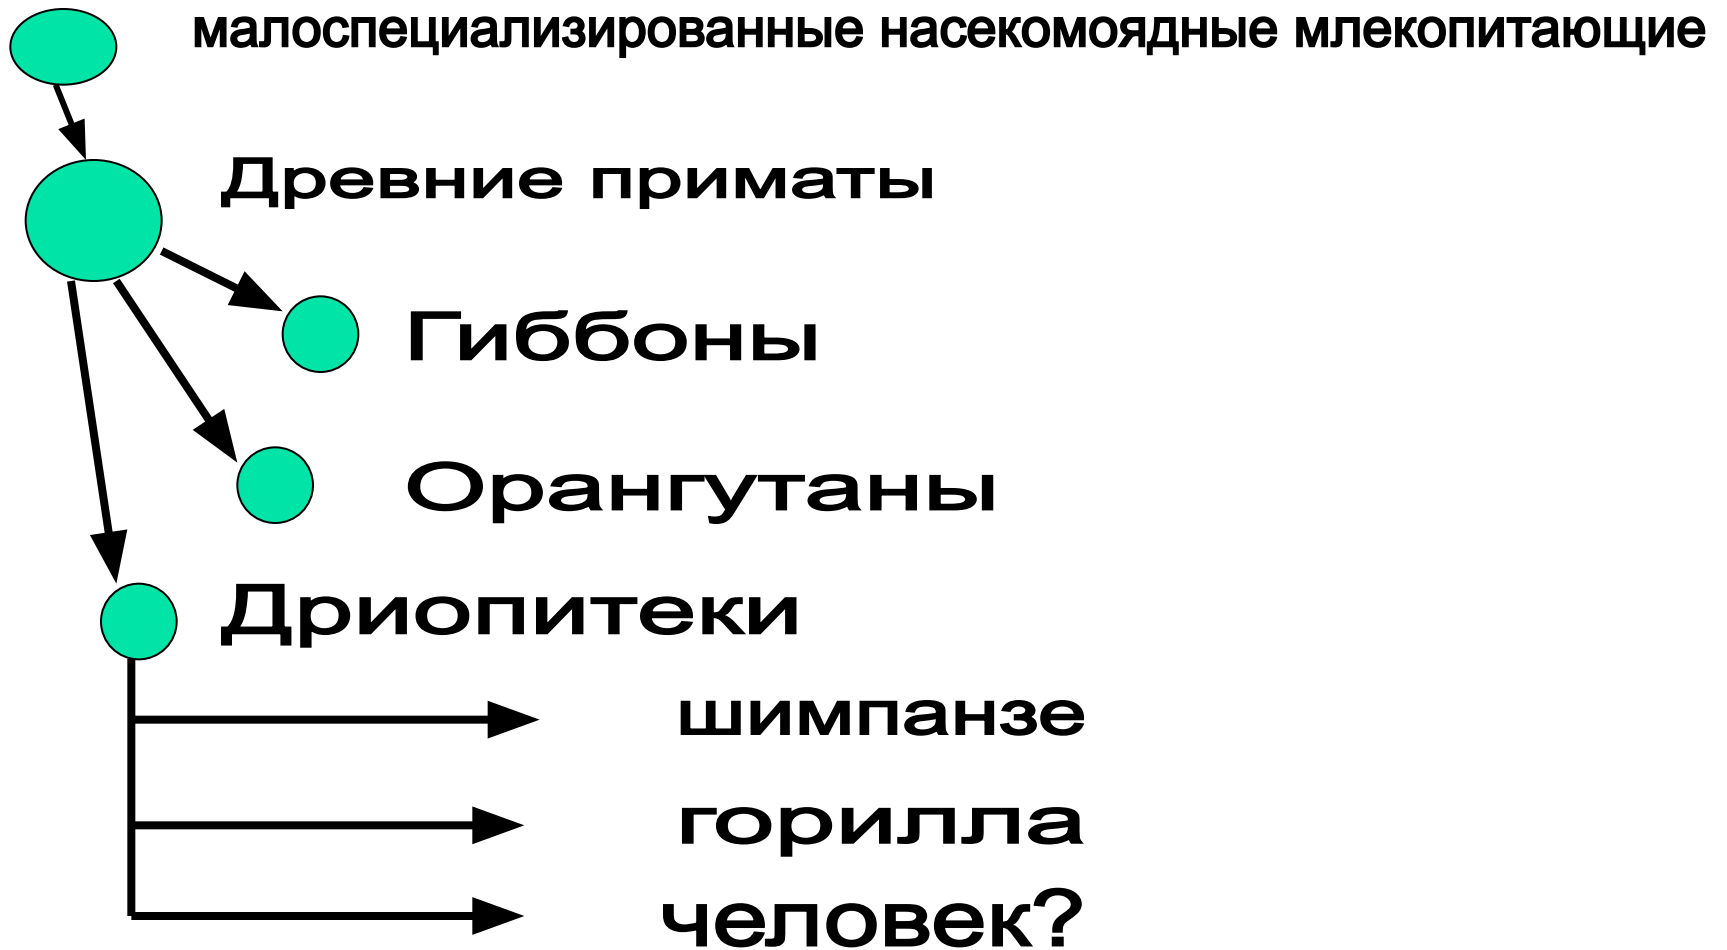 малоспециализированные насекомоядные млекопитающие
Древние приматы
Гиббоны
Орангутаны
Дриопитеки
шимпанзе
горилла
человек?